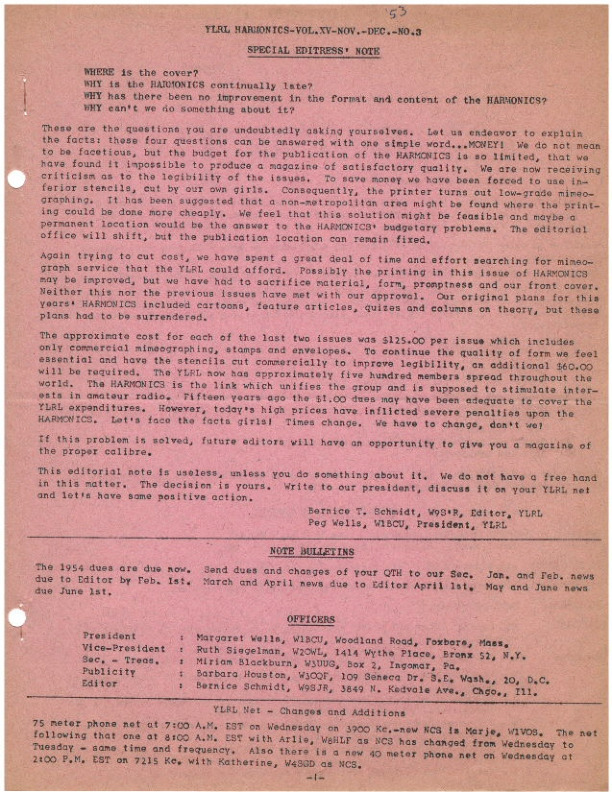 '53
YLRL HARMONICS-VOL.XV-NOV.-DEC.-NO.3
SPECIAL EDITRESS' NOTE
WHERE is the cover?
WHY is the HARMONICS continually late?
WHY has there been no improvement in the format and content of the HARMONICS?
WHY can't we do something about it?
These are the questions you are undoubtedly asking yourselves. Let us endeavor to explain
the facts: these four questions can be answered with one simple word...MONEY! We do not mean
to be facetious, but the budget for the publication of the HARMONICS is so limited, that we
have found it impossible to produce a magazine of satisfactory quality. We are now receiving
criticism as to the legibility of the issues. To save money we have been forced to use in-
ferior stencils, cut by our own girls. Consequently, the printer turns out low-grade mimeo-
graphing. It has been suggested that a non-metropolitan area might be found where the print-
ing could be done more cheaply. We feel that this solution might be feasible and maybe a
permanent location would be the answer to the HARMONICS' budgetary problems. The editorial
office will shift, but the publication location can remain fixed.
Again trying to cut cost, we have spent a great deal of time and effort searching for mimeo-
graph service that the YLRL could afford. Possibly the printing in this issue of HARMONICS
may be improved, but we have had to sacrifice material, form, promptness and our front cover.
Neither this nor the previous issues have met with our approval. Our original plans for this
years' HARMONICS included cartoons, feature articles, quizes and columns on theory, but these
plans had to be surrendered.
The approximate cost for each of the last two issues was $125.00 per issue which includes
only commercial mimeographing, stamps and envelopes. To continue the quality of form we feel
essential and have the stencils cut commercially to improve legibility, an additional $60.00
will be required. The YLRL now has approximately five hundred members spread throughout the
world. The HARMONICS is the link which unifies the group and is supposed to stimulate inter-
ests in amateur radio. Fifteen years ago the $1.00 dues may have been adequate to cover the
YLRL expenditures. However, today's high prices have inflicted severe penalties upon the
HARMONICS. Let's face the facts girls! Times change. We have to change, don't we?
If this problem is solved, future editors will have an opportunity to give you a magazine of
the proper calibre.
This editorial note is useless, unless you do something about it. We do not have a free hand
in this matter. The decision is yours. Write to our president, discuss it on your YLRL net
and let's have some positive action.
Bernice T. Schmidt, W9S*R, Editor, YLRL
Peg Wells, W1BCU, President, YLRL
NOTE BULLETINS
The 1954 dues are due now. Send dues and changes of your QTH to our Sec. Jan. and Feb. news
due to Editor by Feb. 1st. March and April news due to Editor April 1st. May and June news
due June 1st.
OFFICERS
President : Margaret Wells, W1BCU, Woodland Road, Foxboro, Mass.
Vice-President : Ruth Siegelman, W2OWL, 1414 Wythe Place, Bronx 52, N.Y.
Sec. - Treas. : Miriam Blackburn, W3UUG, Box 2, Ingomar, Pa.
Publicity : Barbara Houston, W3OQF, 109 Seneca Dr. S.E. Wash., 20, D.C.
Editor : Bernice Schmidt, W9SJR, 3849 N. Kedvale Ave., Chgo., Ill.
YLRL Net - Changes and Additions
75 meter phone net at 7:00 A.M. EST on Wednesday on 3900 Kc.-new NCS is Marje, W1VOS. The net
following that one at 8:00 A.M. EST with Arlie, W8HLF as NCS has changed from Wednesday to
Tuesday - same time and frequency. Also there is a new 40 meter phone net on Wednesday at
2:00 P.M. EST on 7215 Kc. with Katherine, W4SGD as NCS.
-1-